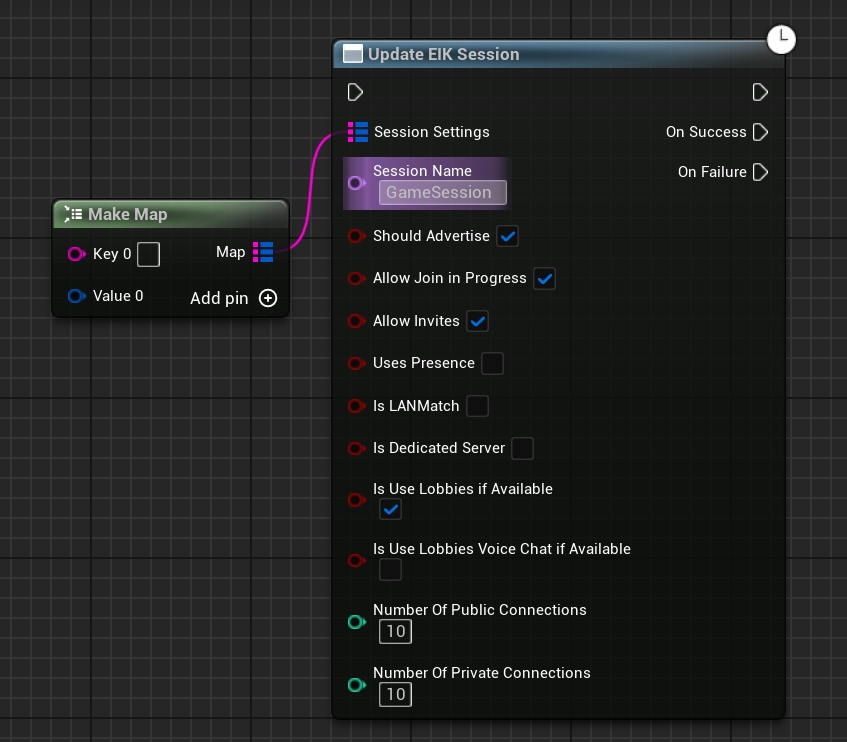 Update EIK Session
Session Settings
On Success
Session Name
On Failure
GameSession
Make Map
Should Advertise
Key 0
Map
Allow Join in Progress
Value 0
Add pin
Allow Invites
Uses Presence
Is LANMatch
Is Dedicated Server
Is Use Lobbies if Available
Is Use Lobbies Voice Chat if Available
Number Of Public Connections
10
Number Of Private Connections
10